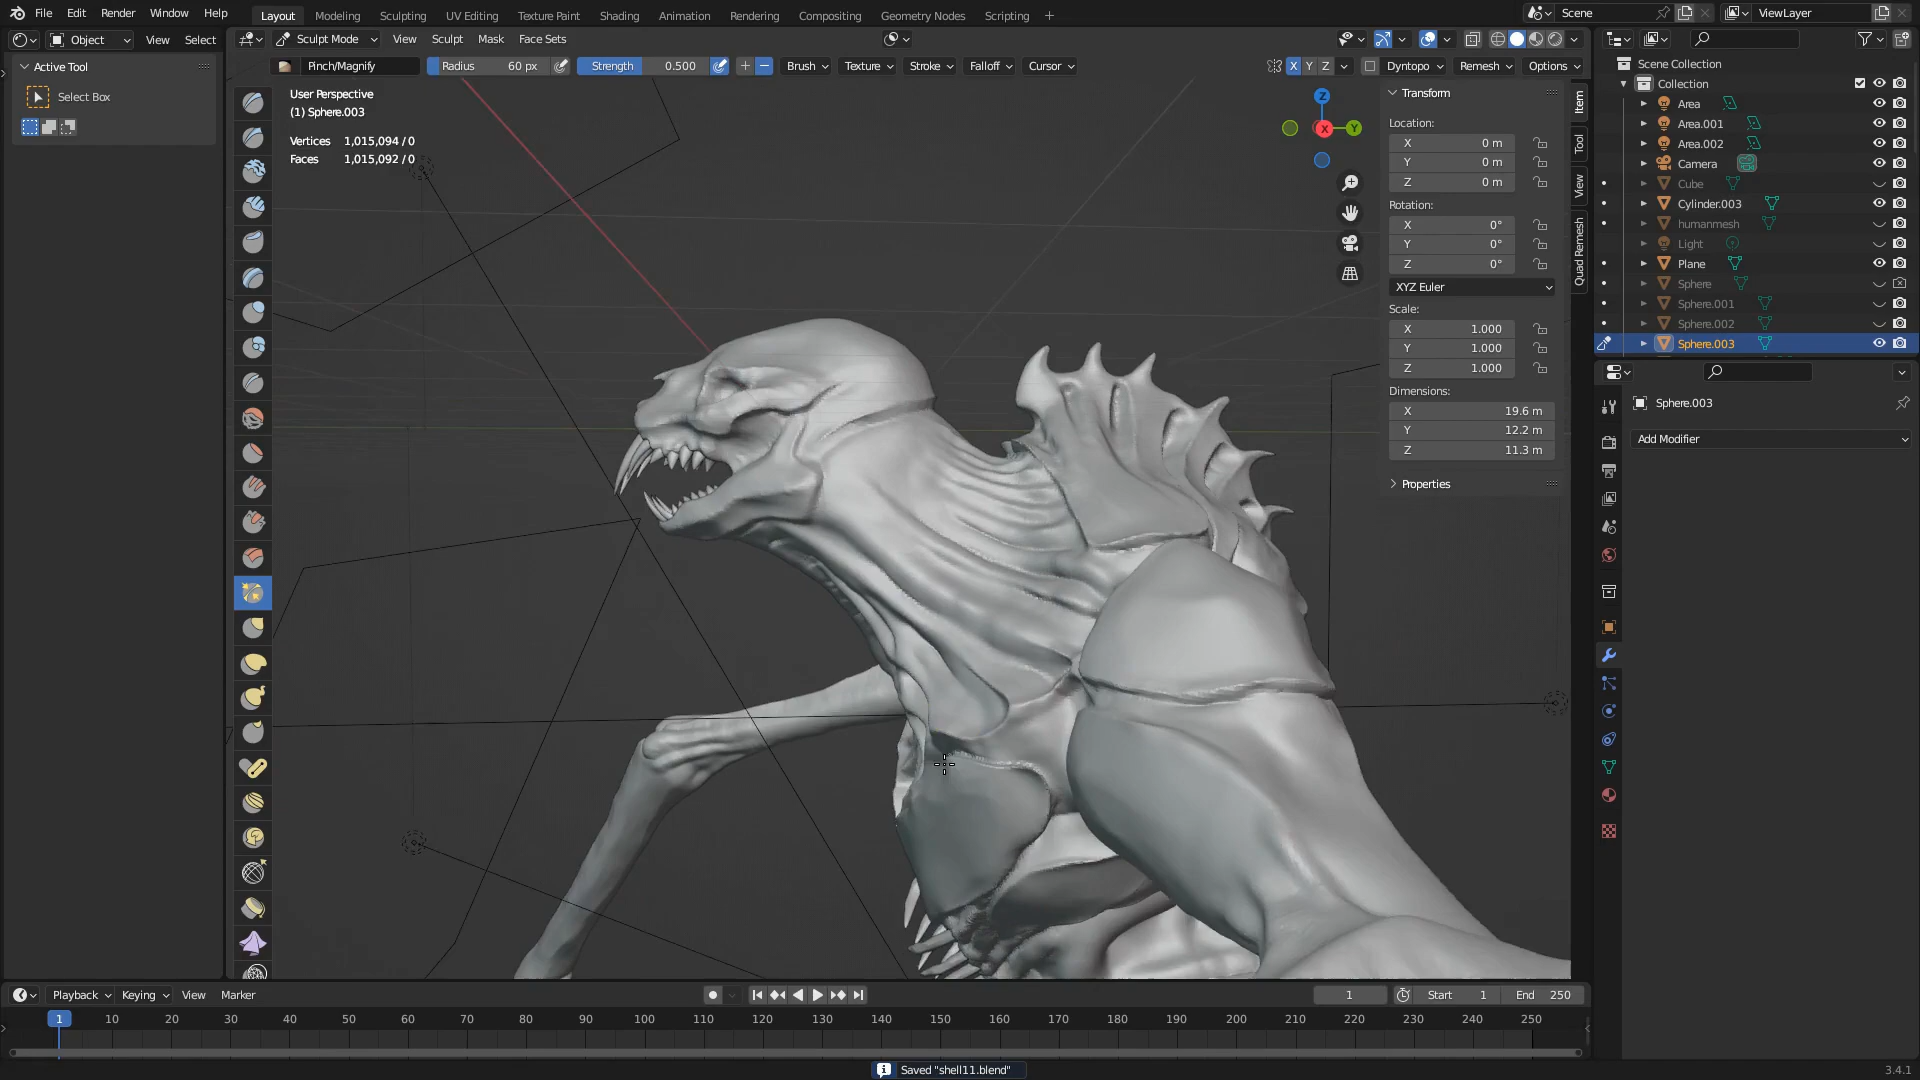 File Edit Render Window Help
Layout Modeling Sculpting UV Editing Texture Paint Shading Animation Rendering Compositing Geometry Nodes Scripting +
Scene
ViewLayer
Object View Select
Sculpt Mode View Sculpt Mask Face Sets
Pinch/Magnify Radius 60 px Strength 0.500 Brush Texture Stroke Falloff Cursor X Y Z Dyntopo Remesh Options
Active Tool
Select Box
User Perspective
(1) Sphere.003
Vertices 1,015,094 / 0
Faces 1,015,092 / 0
Z
X
Y
Transform
Location:
X 0 m
Y 0 m
Z 0 m
Rotation:
X 0°
Y 0°
Z 0°
XYZ Euler
Scale:
X 1.000
Y 1.000
Z 1.000
Dimensions:
X 19.6 m
Y 12.2 m
Z 11.3 m
Properties
Item
Tool
View
Quad Remesh
Scene Collection
Collection
Area
Area.001
Area.002
Camera
Cube
Cylinder.003
humanmesh
Light
Plane
Sphere
Sphere.001
Sphere.002
Sphere.003
Sphere.003
Add Modifier
Playback Keying View Marker
1 Start 1 End 250
1 10 20 30 40 50 60 70 80 90 100 110 120 130 140 150 160 170 180 190 200 210 220 230 240 250
Saved "shell11.blend"
3.4.1